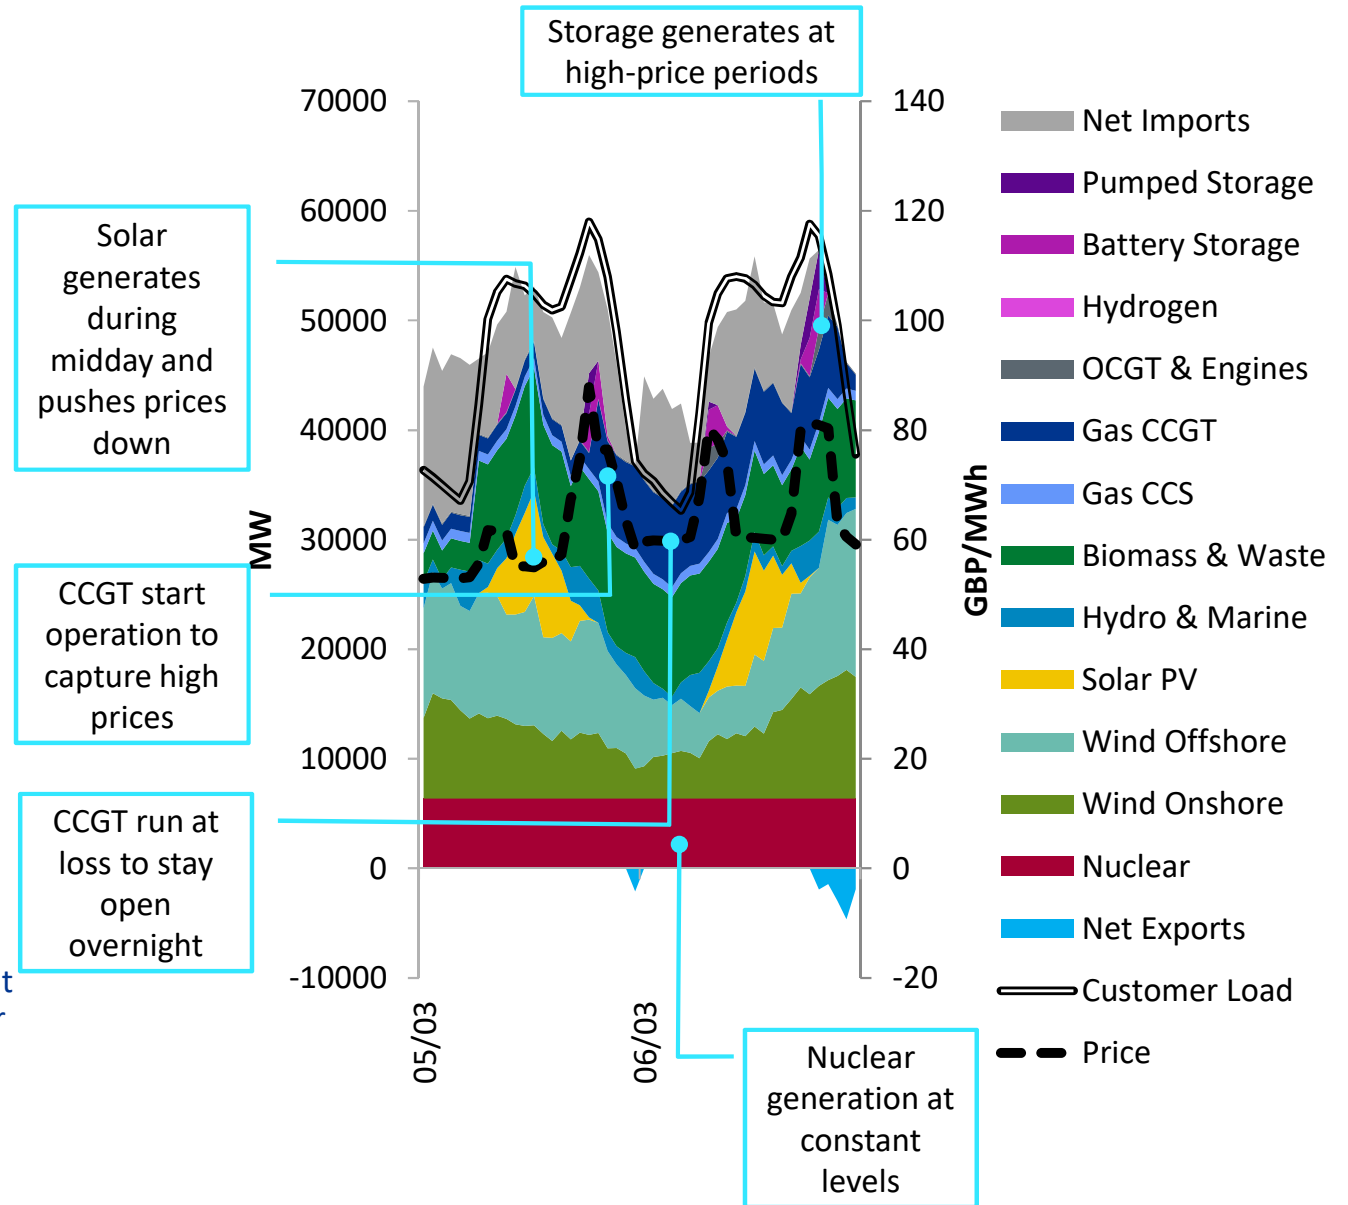 Storage generates at
high-price periods
Solar
generates
during
midday and
pushes prices
down
CCGT start
operation to
capture high
prices
CCGT run at
loss to stay
open
overnight
t
r
MW
70000
60000
50000
40000
30000
20000
10000
0
-10000
05/03
06/03
140
120
100
80
60
40
20
0
-20
GBP/MWh
Nuclear
generation at
constant
levels
Net Imports
Pumped Storage
Battery Storage
Hydrogen
OCGT & Engines
Gas CCGT
Gas CCS
Biomass & Waste
Hydro & Marine
Solar PV
Wind Offshore
Wind Onshore
Nuclear
Net Exports
Customer Load
Price